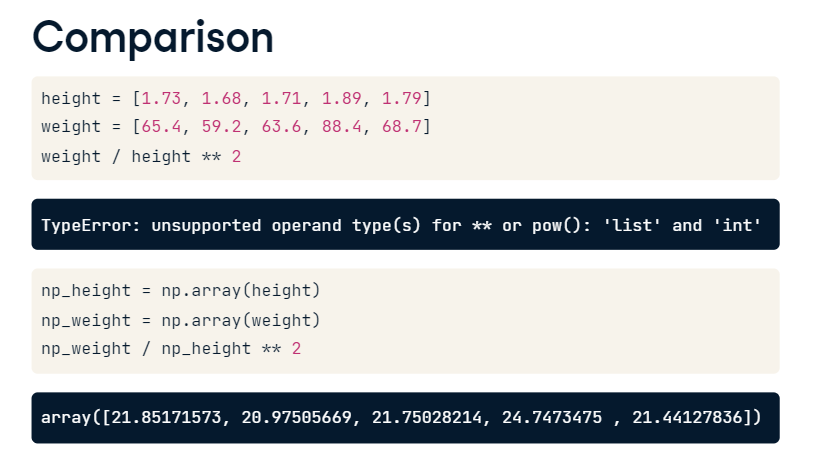 Comparison
height = [1.73, 1.68, 1.71, 1.89, 1.79]
weight = [65.4, 59.2, 63.6, 88.4, 68.7]
weight / height ** 2
TypeError: unsupported operand type(s) for ** or pow(): 'list' and 'int'
np_height = np.array(height)
np_weight = np.array(weight)
np_weight / np_height ** 2
array([21.85171573, 20.97505669, 21.75028214, 24.7473475 , 21.44127836])